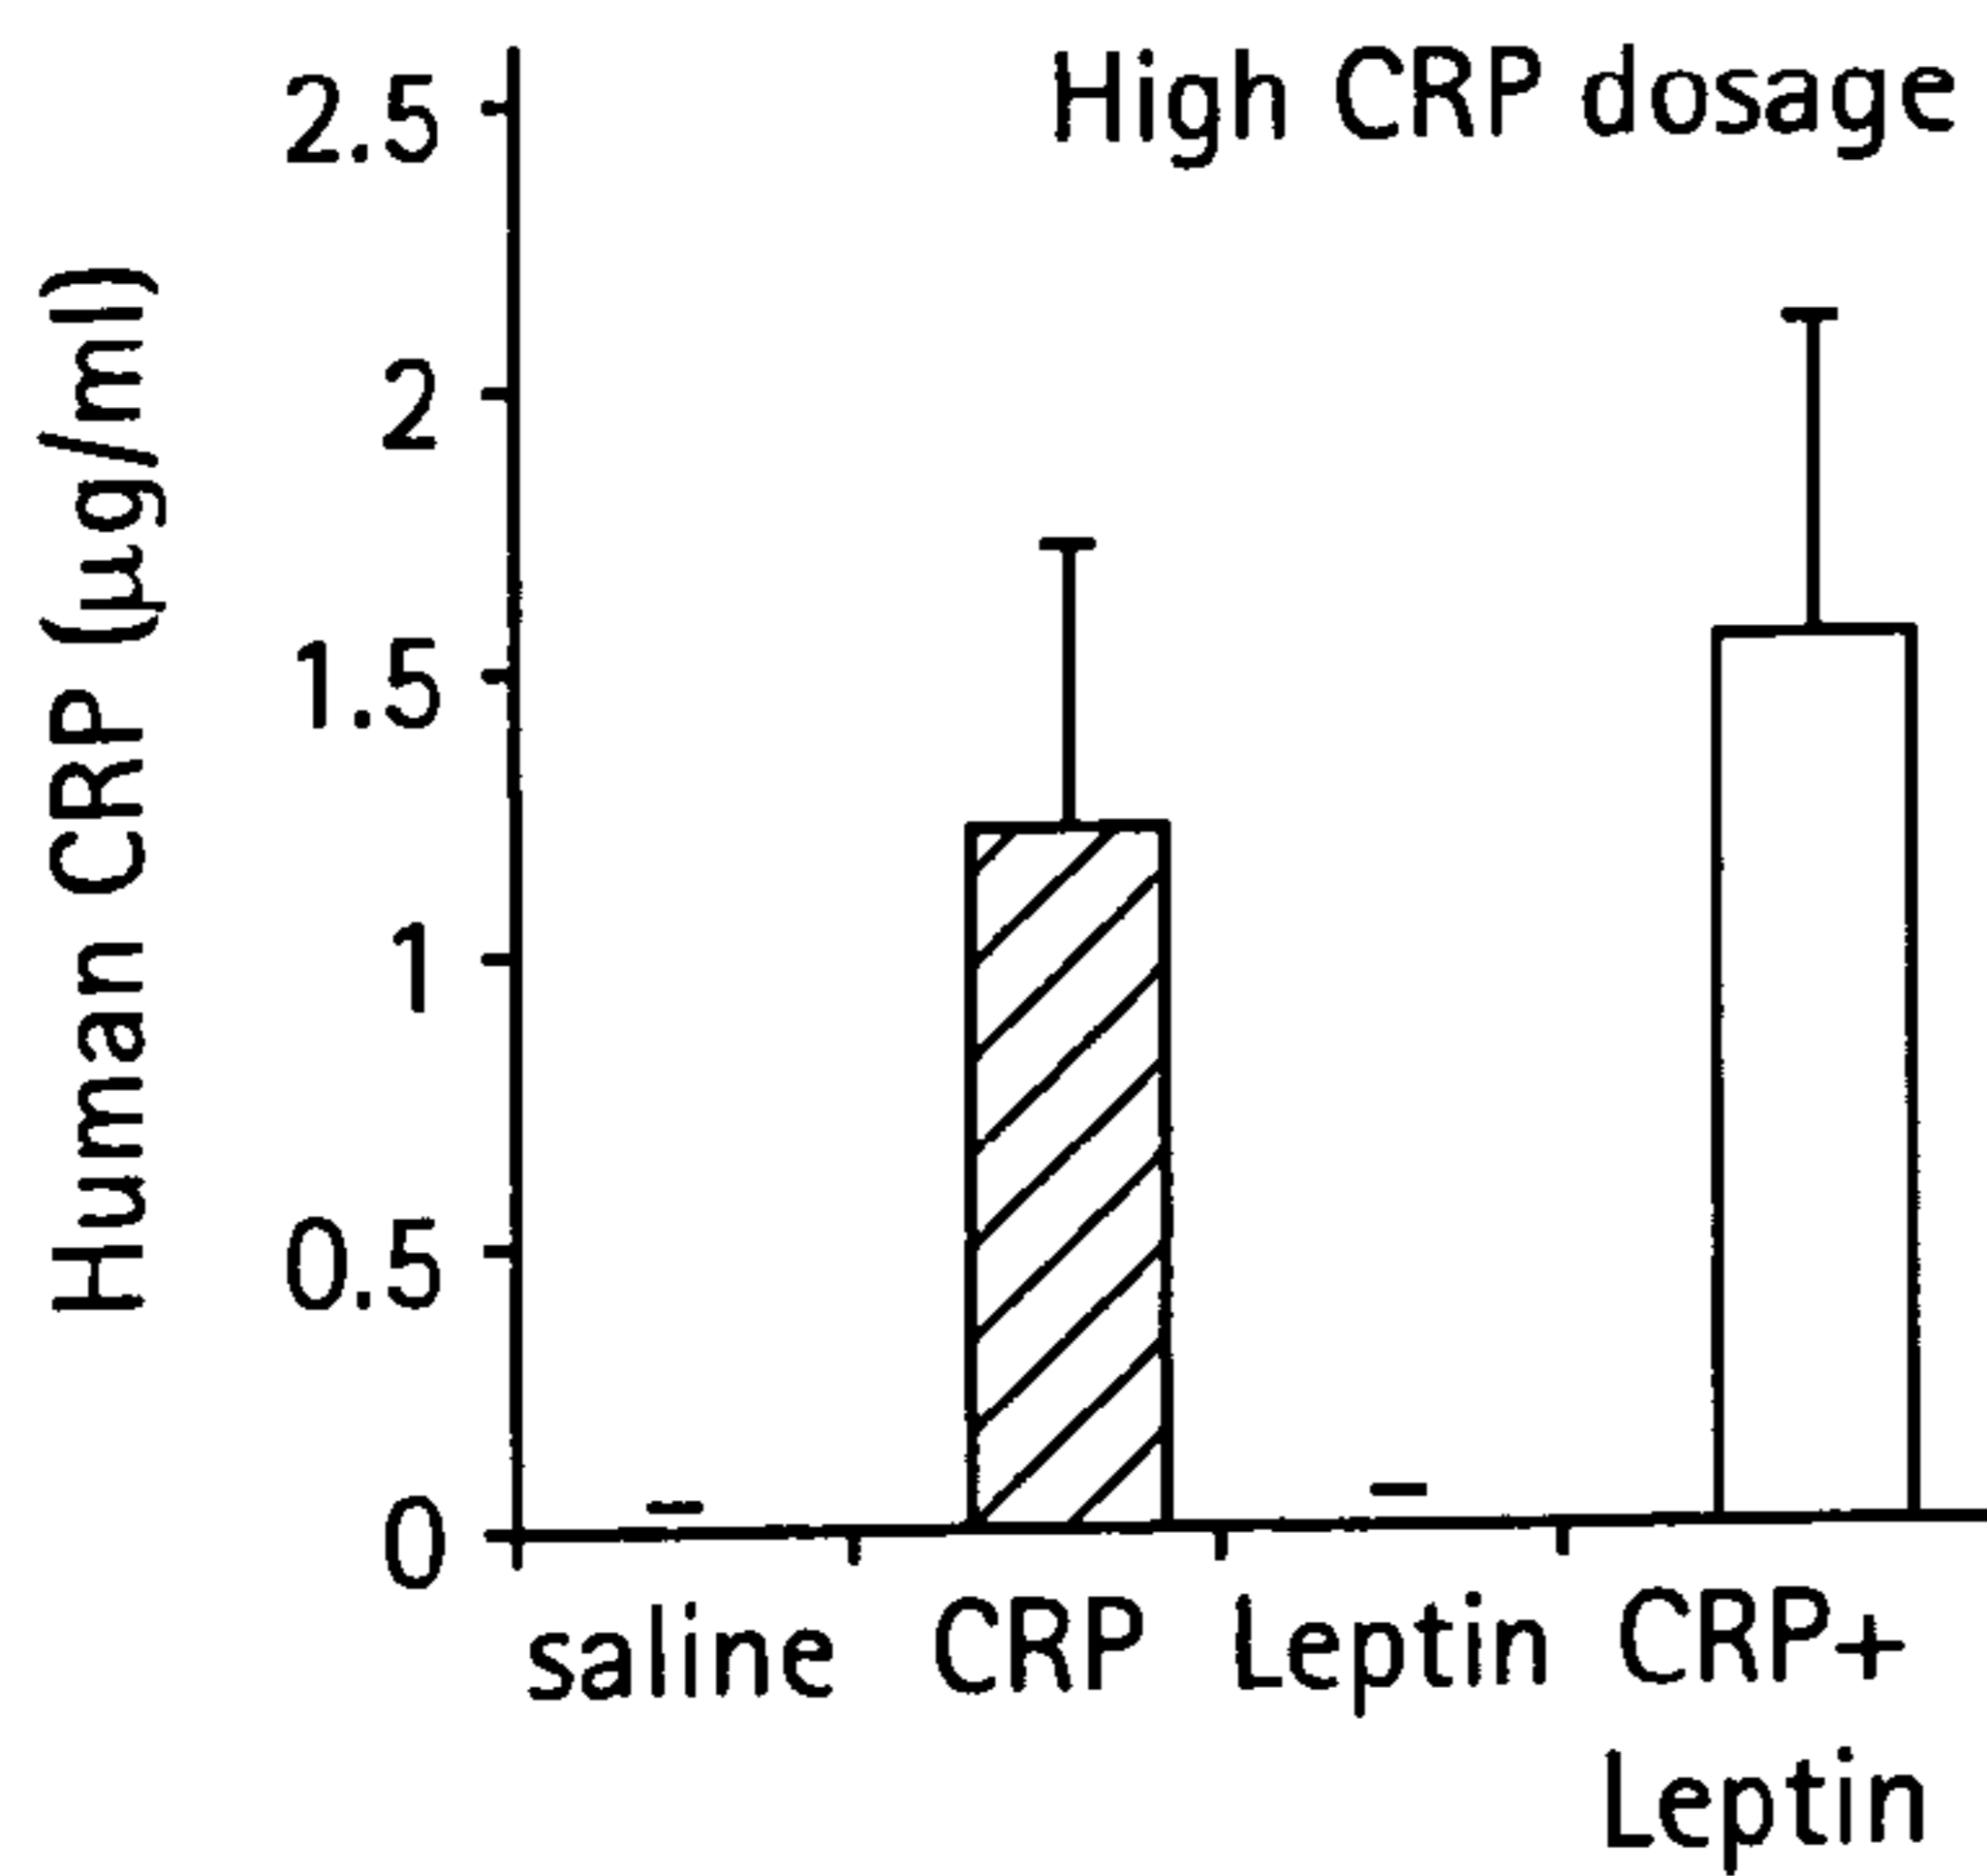 High CRP dosage
Human CRP (µg/ml)
2.5
2
1.5
1
0.5
0
saline
CRP
Leptin
CRP+
Leptin